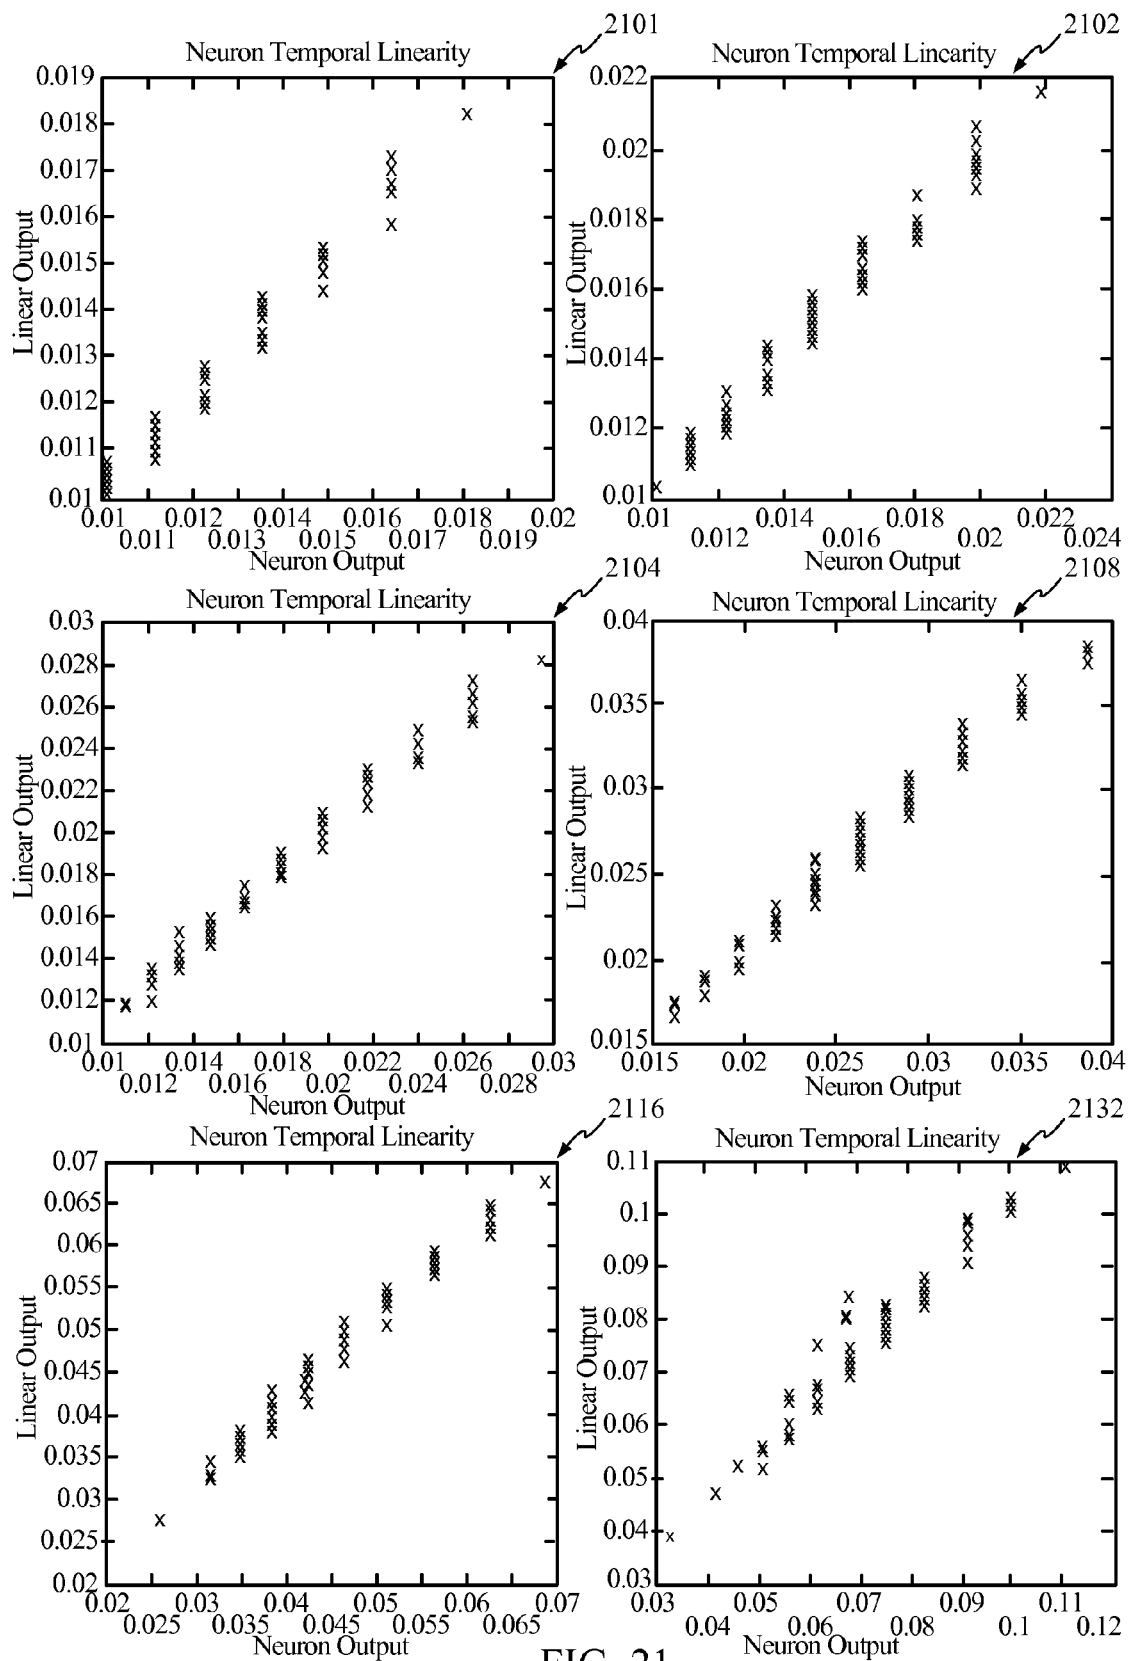 2101
Neuron Temporal Linearity
0.019
0.018
0.017
0.016
0.015
0.014
0.013
0.012
0.011
0.01
Linear Output
0.01 0.012 0.014 0.016 0.018 0.02
0.011 0.013 0.015 0.017 0.019
Neuron Output
2102
Neuron Temporal Linearity
0.022
0.02
0.018
0.016
0.014
0.012
0.01
Linear Output
0.01 0.014 0.018 0.022
0.012 0.016 0.02 0.024
Neuron Output
2104
Neuron Temporal Linearity
0.03
0.028
0.026
0.024
0.022
0.02
0.018
0.016
0.014
0.012
0.01
Linear Output
0.01 0.014 0.018 0.022 0.026 0.03
0.012 0.016 0.02 0.024 0.028
Neuron Output
2108
Neuron Temporal Linearity
0.04
0.035
0.03
0.025
0.02
0.015
Linear Output
0.015 0.02 0.025 0.03 0.035 0.04
Neuron Output
2116
Neuron Temporal Linearity
0.07
0.065
0.06
0.055
0.05
0.045
0.04
0.035
0.03
0.025
0.02
Linear Output
0.02 0.03 0.04 0.05 0.06 0.07
0.025 0.035 0.045 0.055 0.065
Neuron Output
2132
Neuron Temporal Linearity
0.11
0.1
0.09
0.08
0.07
0.06
0.05
0.04
0.03
Linear Output
0.03 0.05 0.07 0.09 0.11
0.04 0.06 0.08 0.1 0.12
Neuron Output
FIG. 21